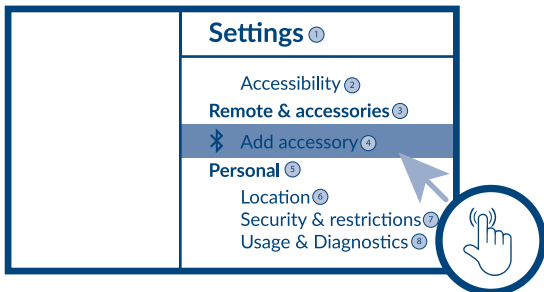 Settings 1
Accessibility 2
Remote & accessories 3
Add accessory 4
Personal 5
Location 6
Security & restrictions 7
Usage & Diagnostics 8